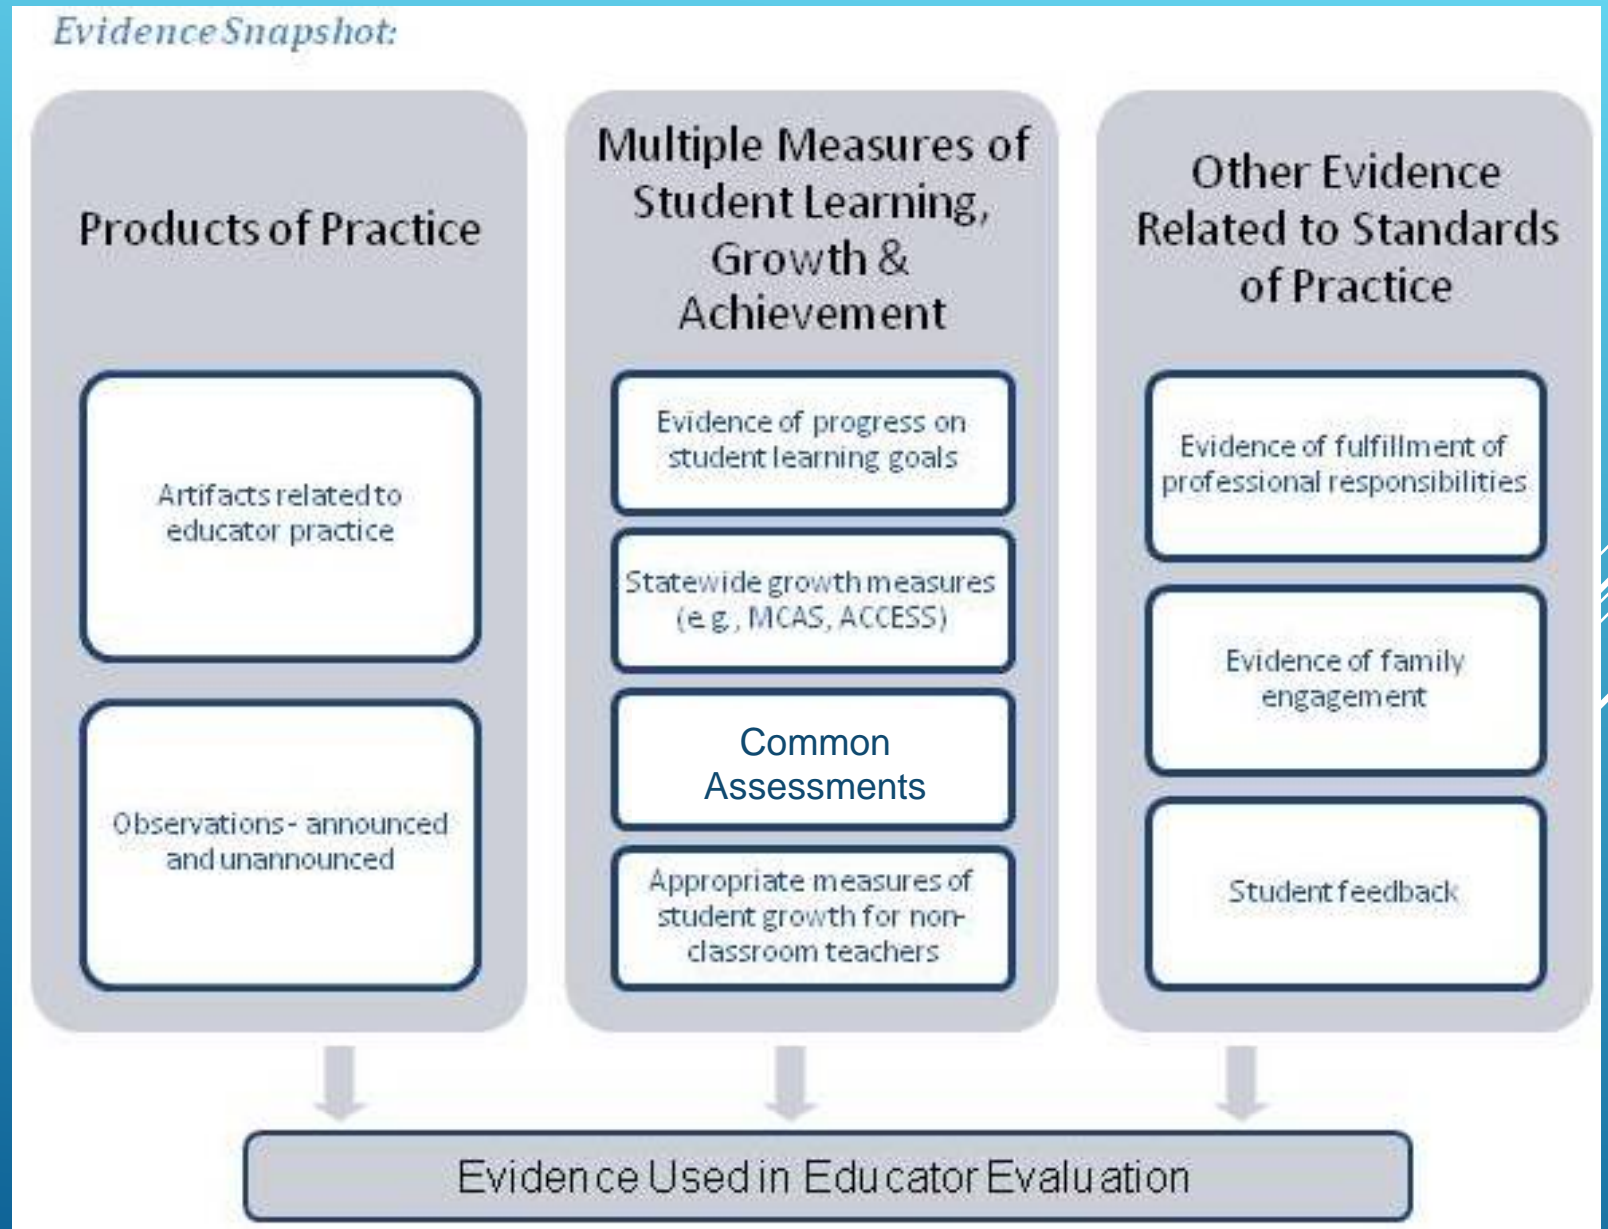 Evidence Snapshot:
Products of Practice
Artifacts related to
educator practice
Observations - announced
and unannounced
Multiple Measures of
Student Learning,
Growth &
Achievement
Evidence of progress on
student learning goals
Statewide growth measures
(e.g., MCAS, ACCESS)
Common
Assessments
Appropriate measures of
student growth for non-
classroom teachers
Other Evidence
Related to Standards
of Practice
Evidence of fulfillment of
professional responsibilities
Evidence of family
engagement
Student feedback
Evidence Used in Educator Evaluation